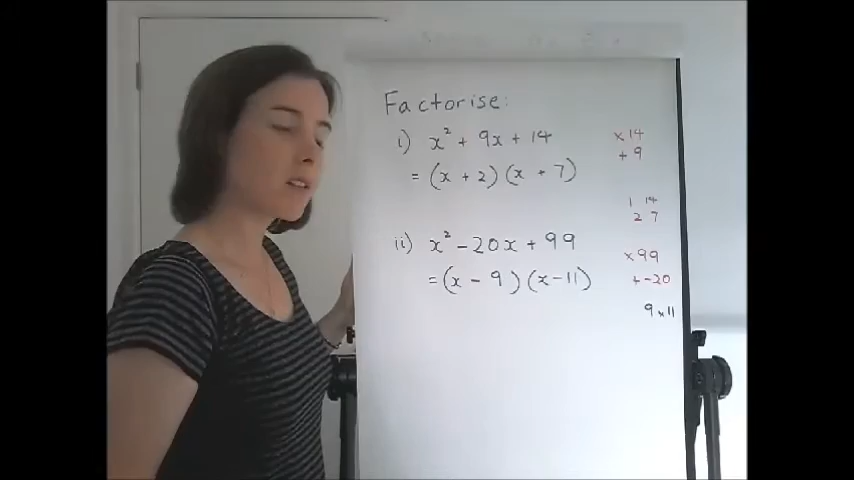 Factorise:
i) x² + 9x + 14
×14
+ 9
= (x + 2)(x + 7)
1 14
2 7
ii) x² - 20x + 99
×99
+ -20
= (x - 9)(x - 11)
9 × 11